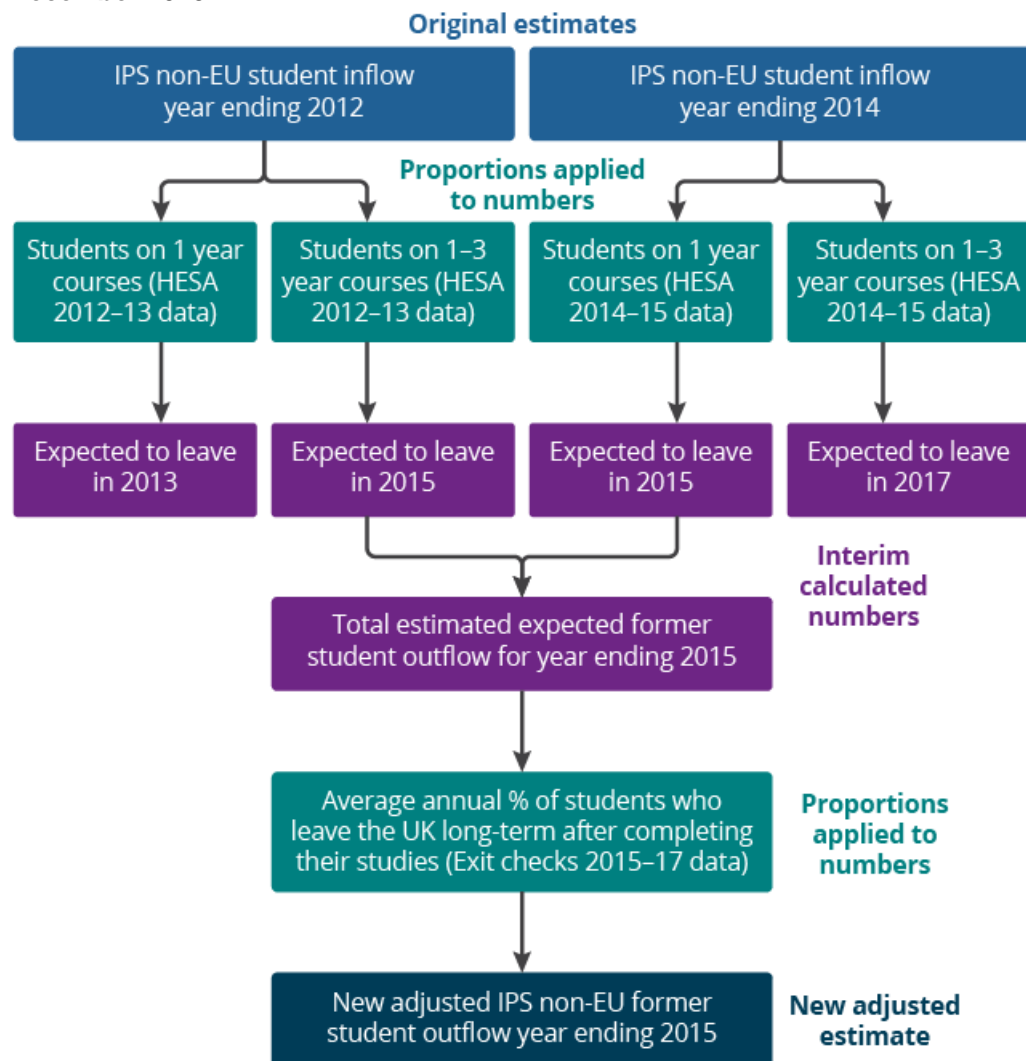 Original estimates
IPS non-EU student inflow
year ending 2012
IPS non-EU student inflow
year ending 2014
Proportions applied
to numbers
Students on 1 year
courses (HESA
2012–13 data)
Students on 1–3
year courses (HESA
2012–13 data)
Students on 1 year
courses (HESA
2014–15 data)
Students on 1–3
year courses (HESA
2014–15 data)
Expected to leave
in 2013
Expected to leave
in 2015
Expected to leave
in 2015
Expected to leave
in 2017
Interim
calculated
numbers
Total estimated expected former
student outflow for year ending 2015
Average annual % of students who
leave the UK long-term after completing
their studies (Exit checks 2015–17 data)
Proportions
applied to
numbers
New adjusted IPS non-EU former
student outflow year ending 2015
New adjusted
estimate